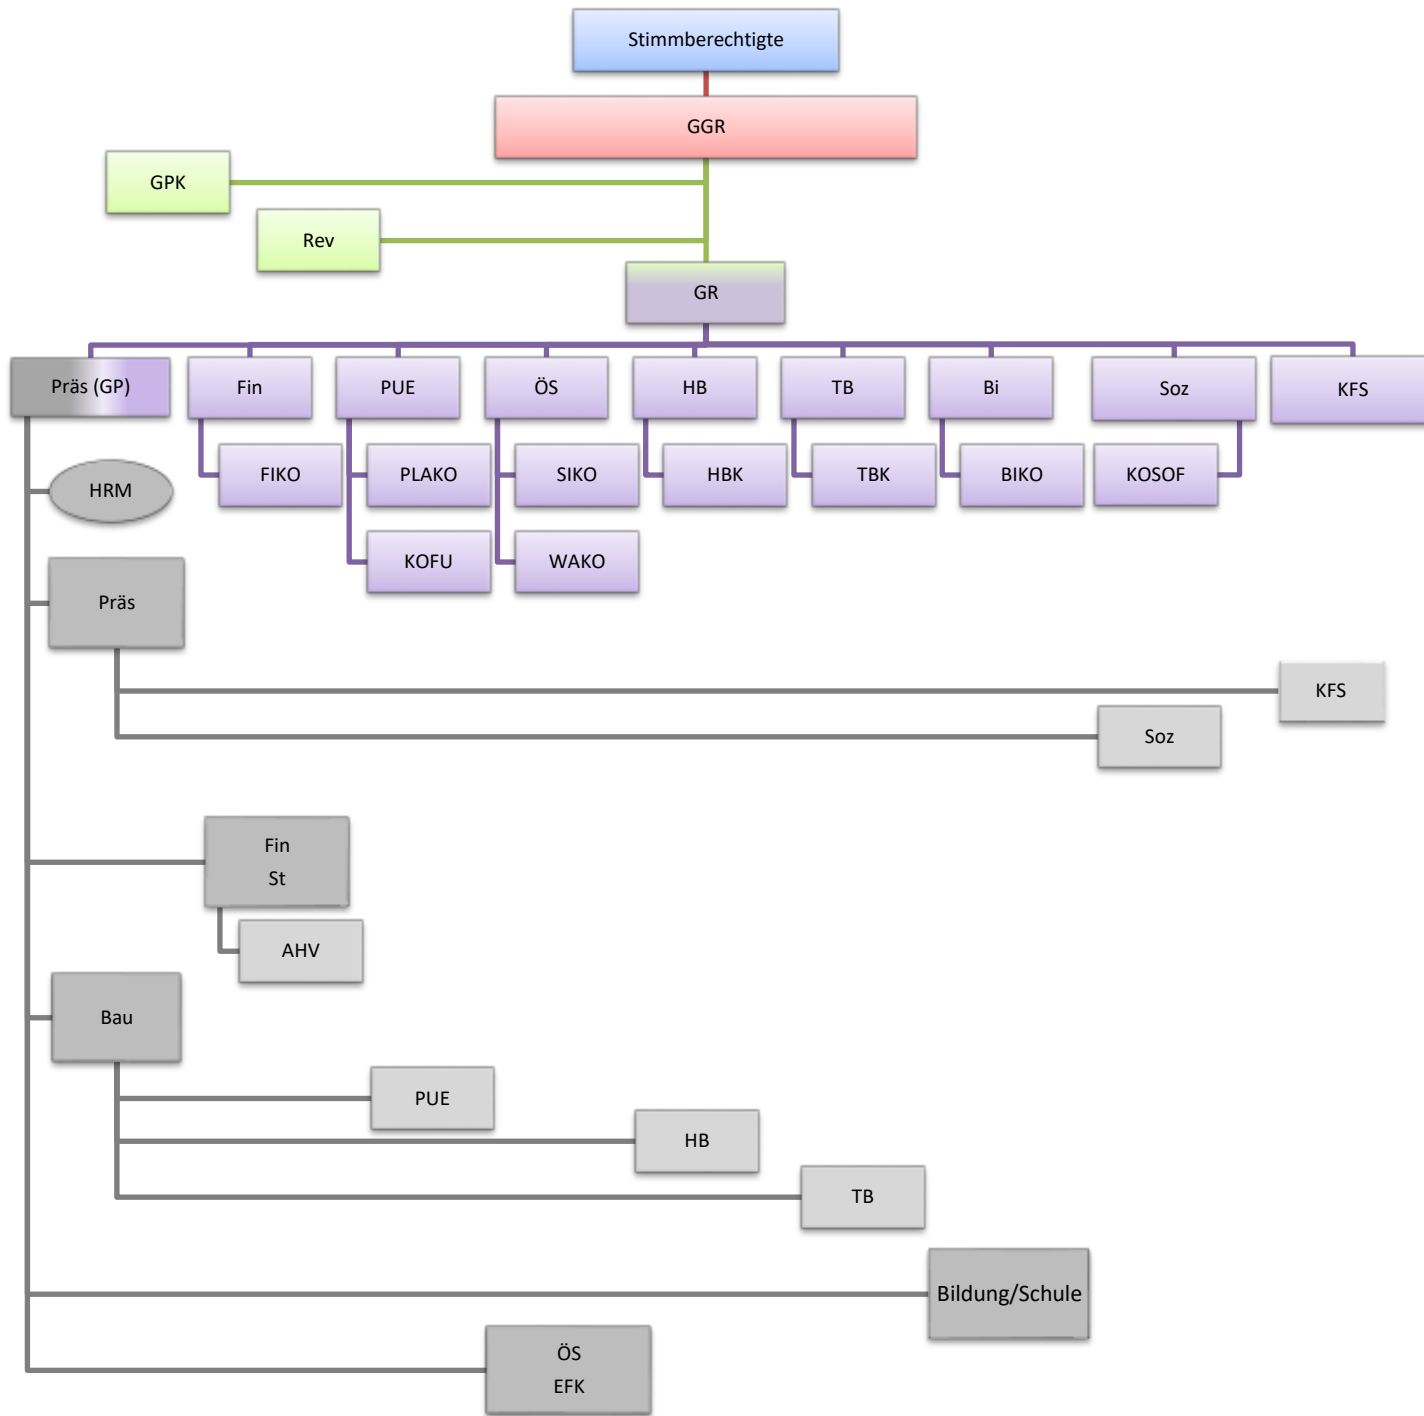 Stimmberechtigte
GGR
GPK
Rev
GR
Präs (GP)
Fin
PUE
ÖS
HB
TB
Bi
Soz
KFS
FIKO
PLAKO
SIKO
HBK
TBK
BIKO
KOSOF
HRM
KOFU
WAKO
Präs
KFS
Soz
Fin
St
AHV
Bau
PUE
HB
TB
Bildung/Schule
ÖS
EFK